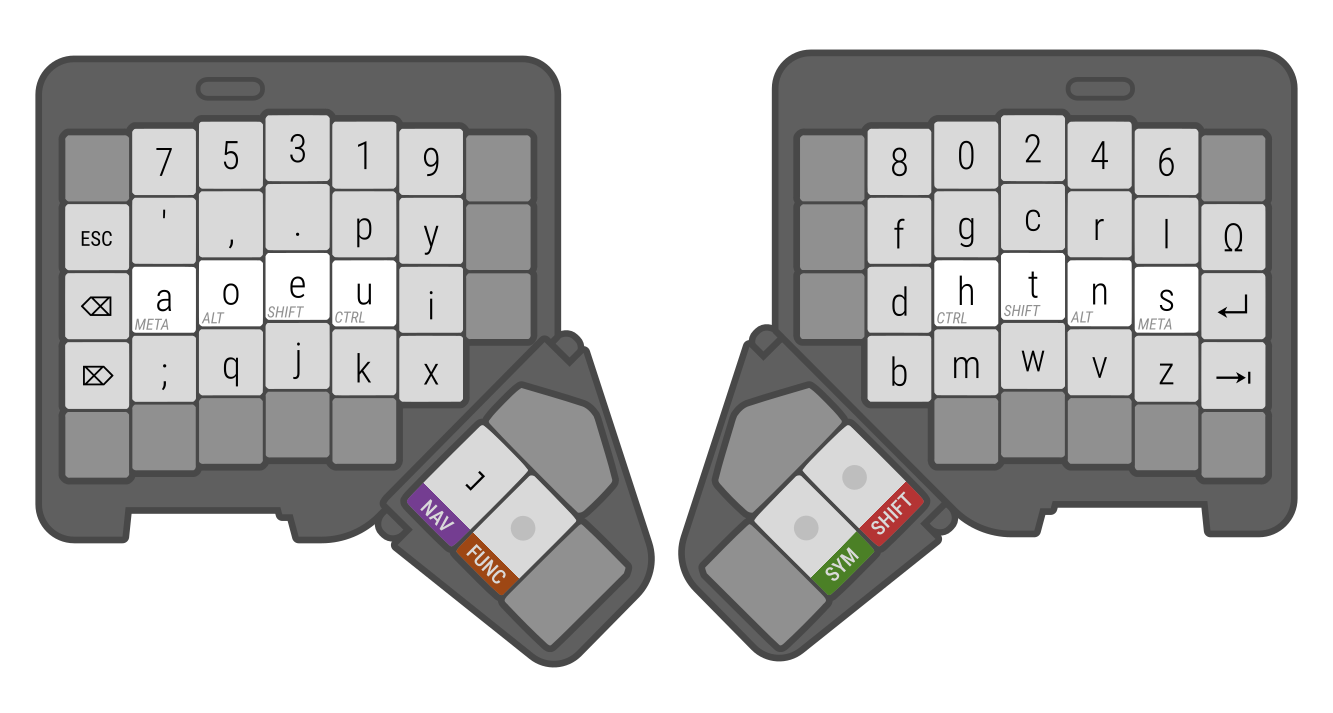 7 5 3 1 9 8 0 2 4 6
ESC ' , . p y f g c r l Ω
⌫ a o e u i d h t n s ↵
META ALT SHIFT CTRL CTRL SHIFT ALT META
⌦ ; q j k x b m w v z
NAV SHIFT
FUNC SYM